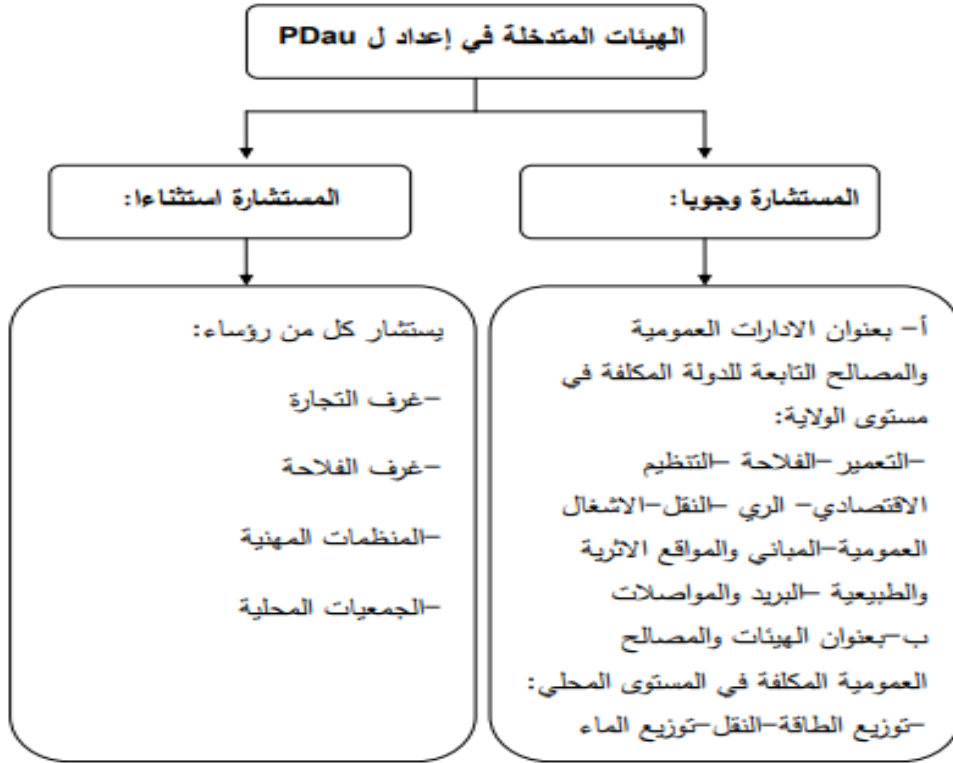 الهيئات المتدخلة في إعداد ل PDau
المستشارة وجوبا:
المستشارة استثناءا:
أ- بعنوان الادارات العمومية
والمصالح التابعة للدولة المكلفة في
مستوى الولاية:
-التعمير -الفلاحة -التنظيم
الاقتصادي- الري -النقل-الاشغال
العمومية-المباني والمواقع الاثرية
والطبيعية -البريد والمواصلات
ب-بعنوان الهيئات والمصالح
العمومية المكلفة في المستوى المحلي:
-توزيع الطاقة-النقل-توزيع الماء
يستشار كل من رؤساء:
-غرف التجارة
-غرف الفلاحة
-المنظمات المهنية
-الجمعيات المحلية